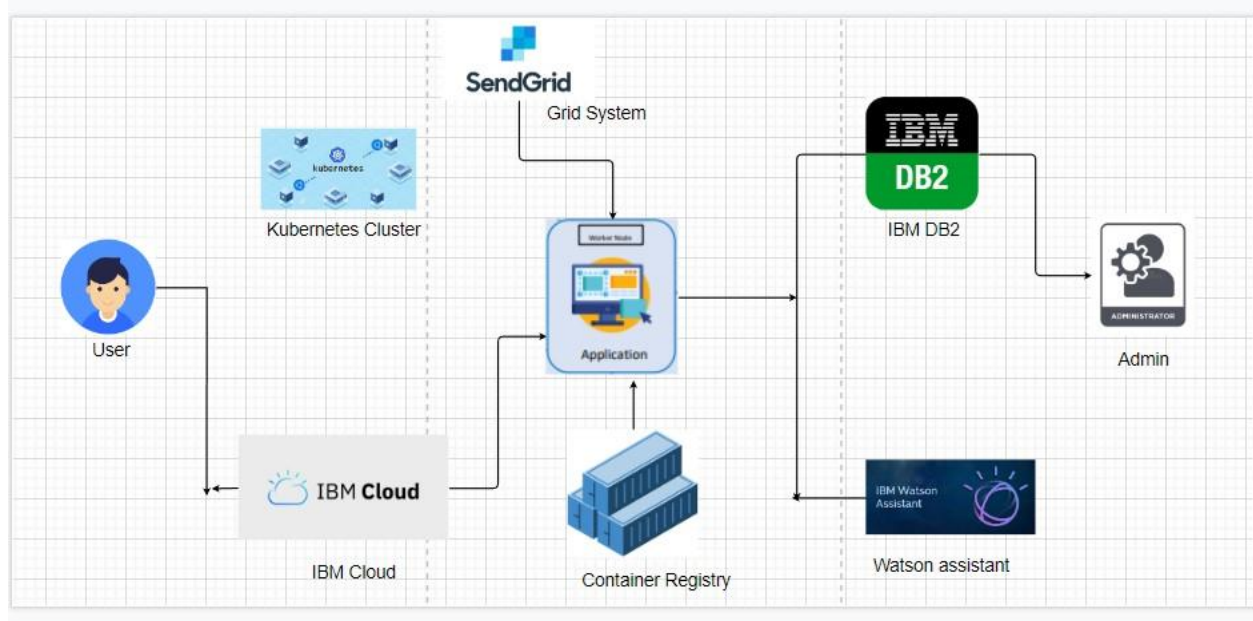 SendGrid
Grid System
kubernetes
Kubernetes Cluster
User
Worker Node
Application
IBM
DB2
IBM DB2
ADMINISTRATOR
Admin
IBM Cloud
IBM Cloud
Container Registry
IBM Watson
Assistant
Watson assistant